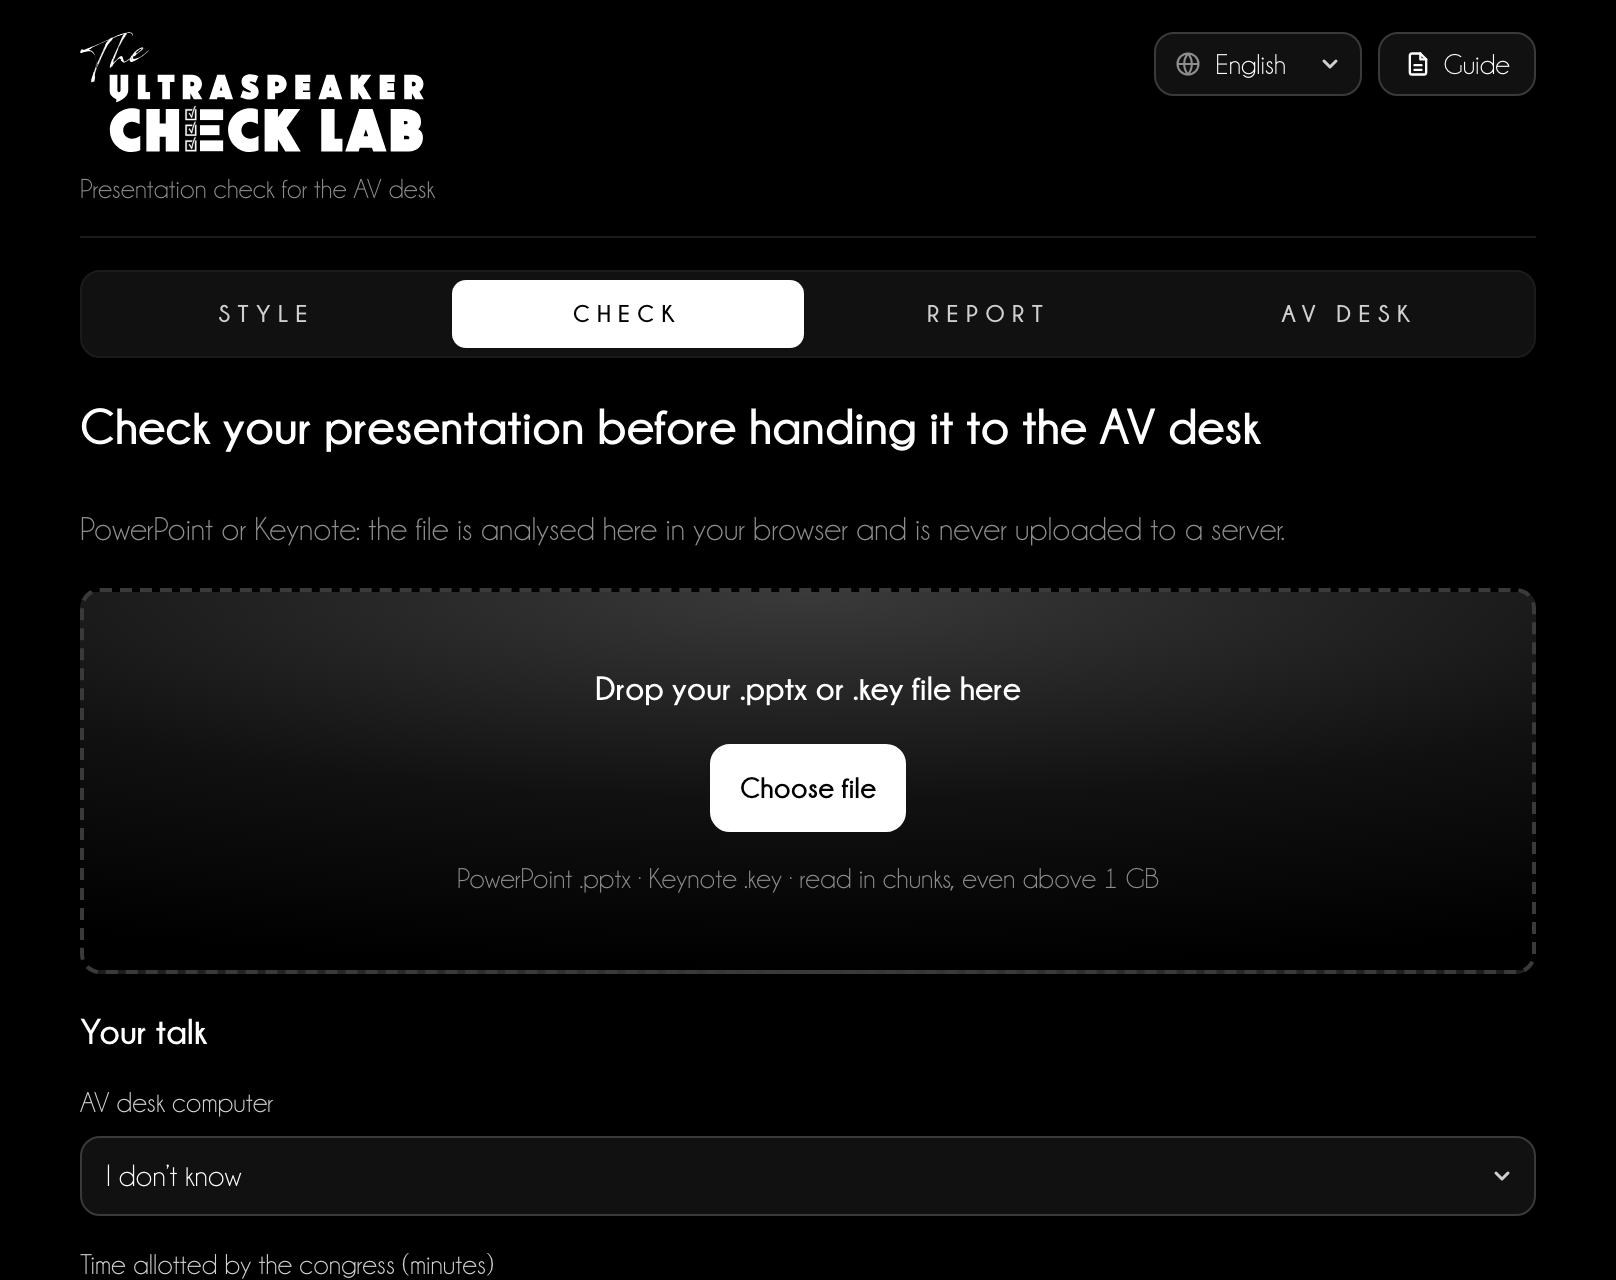 The
ULTRASPEAKER
CHECK LAB
Presentation check for the AV desk
English
Guide
STYLE
CHECK
REPORT
AV DESK
Check your presentation before handing it to the AV desk
PowerPoint or Keynote: the file is analysed here in your browser and is never uploaded to a server.
Drop your .pptx or .key file here
Choose file
PowerPoint .pptx · Keynote .key · read in chunks, even above 1 GB
Your talk
AV desk computer
I don't know
Time allotted by the congress (minutes)